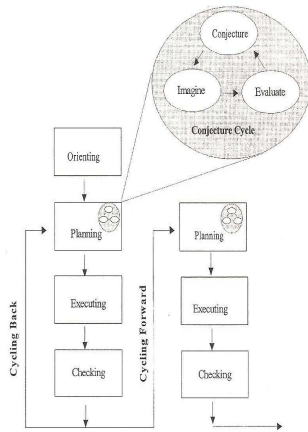 Conjecture
Imagine
Evaluate
Conjecture Cycle
Orienting
Planning
Planning
Executing
Executing
Checking
Checking
Cycling Back
Cycling Forward